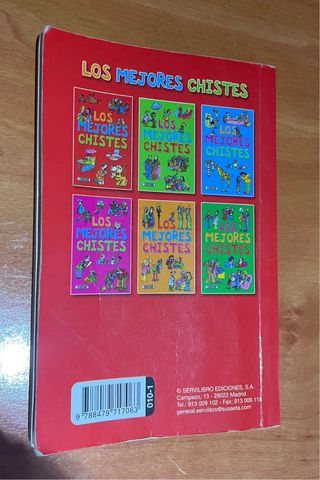 LOS MEJORES CHISTES
LOS
MEJORES
CHISTES
LOS
MEJORES
CHISTES
LOS
MEJORES
CHISTES
LOS
MEJORES
CHISTES
LOS
MEJORES
CHISTES
LOS
MEJORES
CHISTES
9 788479 717063
010-1
© SERVILIBRO EDICIONES, S.A.
Campezo, 13 - 28022 Madrid
Tel.: 913 009 102 - Fax: 913 009 118
general.servilibro@susaeta.com